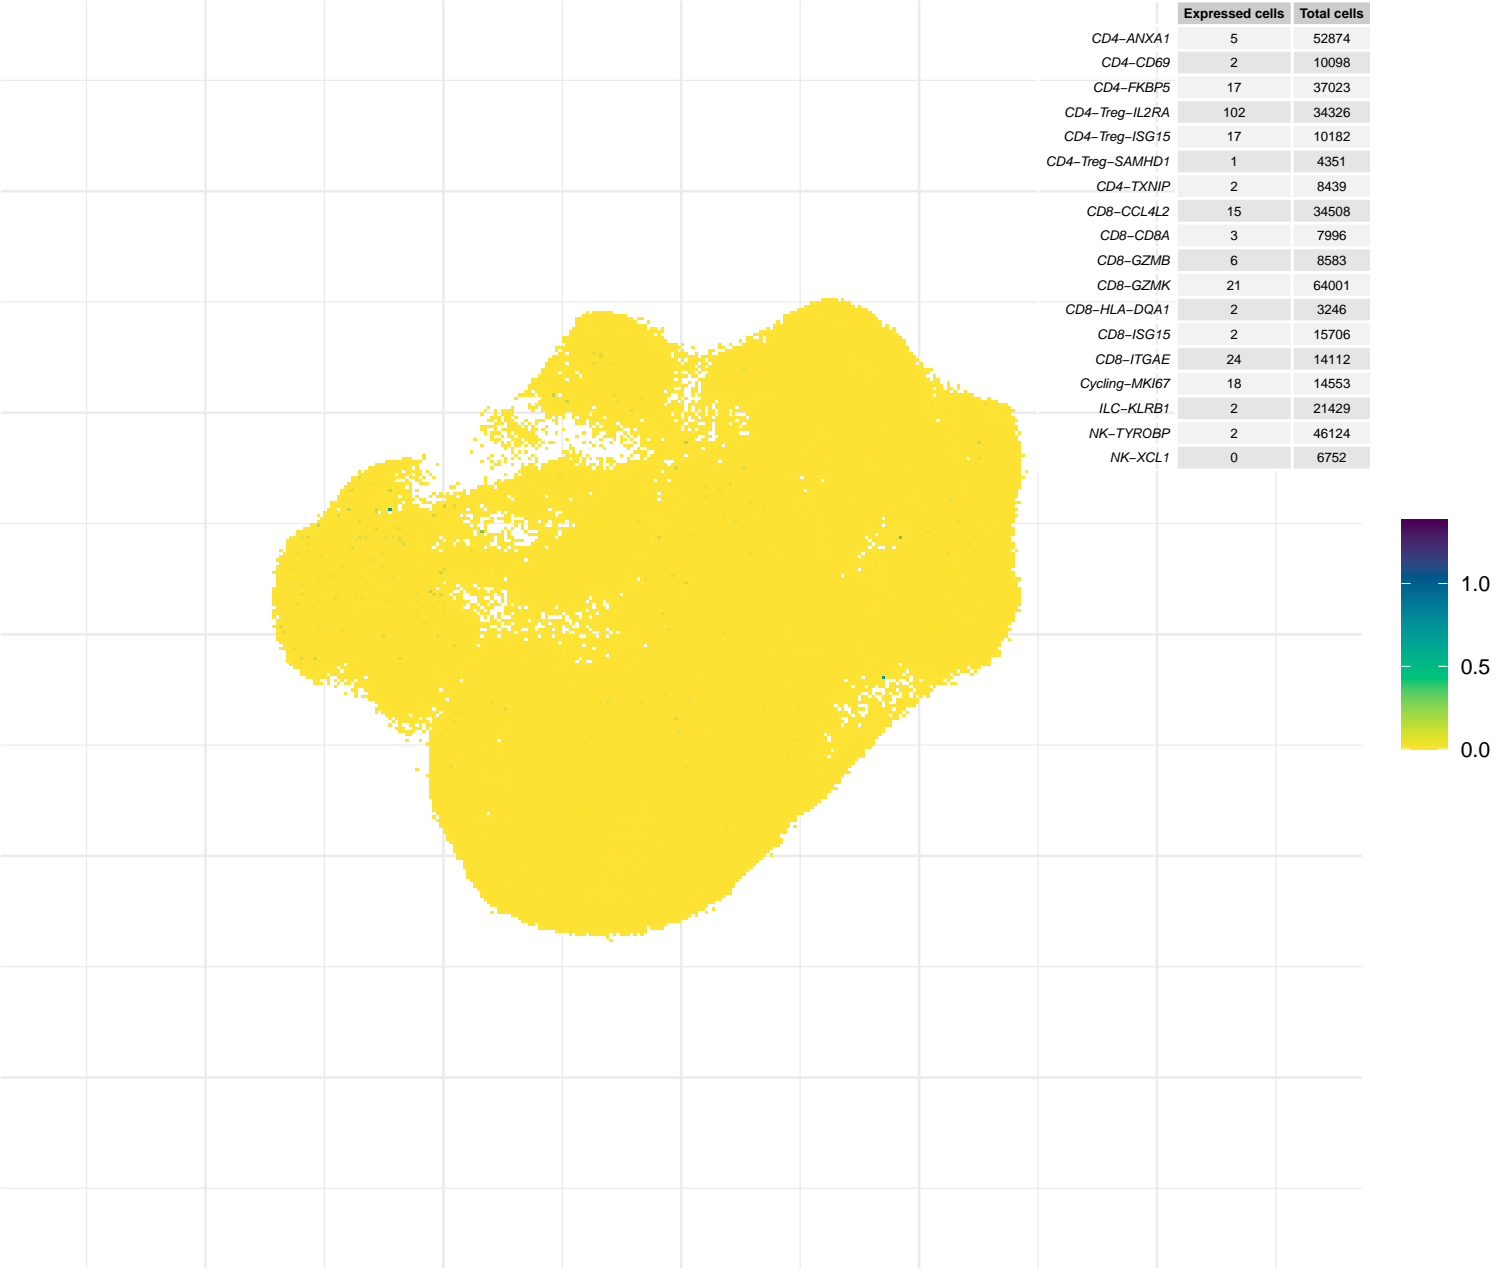 Expressed cells Total cells
CD4−ANXA1 5 52874
CD4−CD69 2 10098
CD4−FKBP5 17 37023
CD4−Treg−IL2RA 102 34326
CD4−Treg−ISG15 17 10182
CD4−Treg−SAMHD1 1 4351
CD4−TXNIP 2 8439
CD8−CCL4L2 15 34508
CD8−CD8A 3 7996
CD8−GZMB 6 8583
CD8−GZMK 21 64001
CD8−HLA−DQA1 2 3246
CD8−ISG15 2 15706
CD8−ITGAE 24 14112
Cycling−MKI67 18 14553
ILC−KLRB1 2 21429
NK−TYROBP 2 46124
NK−XCL1 0 6752
1.0
0.5
0.0